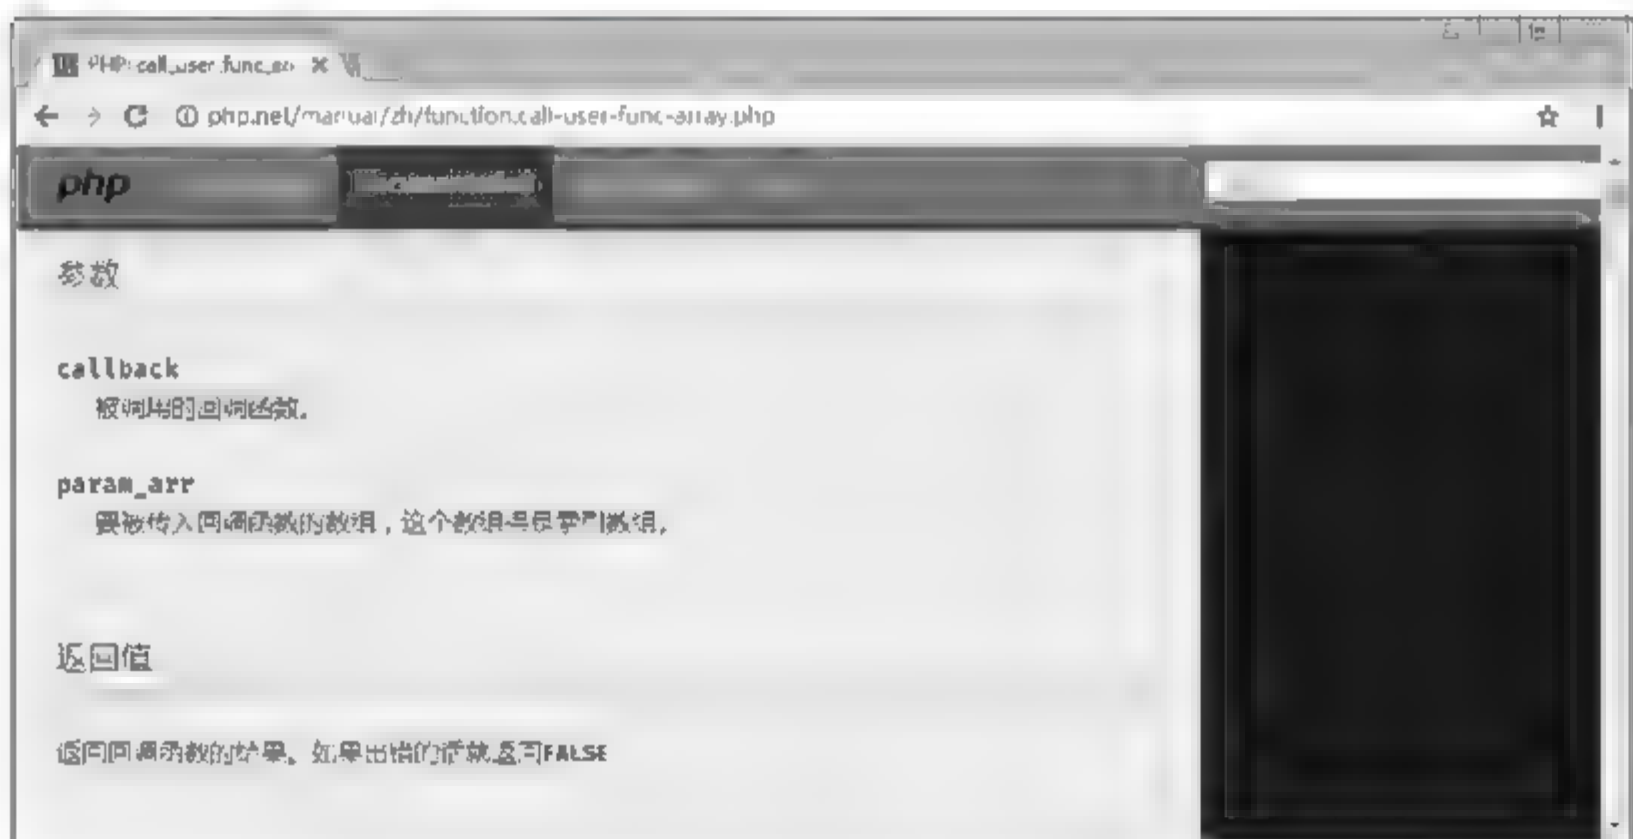 PHP: call_user_func_ar
php.net/manual/zh/function.call-user-func-array.php
php
参数
callback
被调用的回调函数。
param_arr
要被传入回调函数的数组，这个数组得是索引数组。
返回值
返回回调函数的结果。如果出错的话就返回FALSE